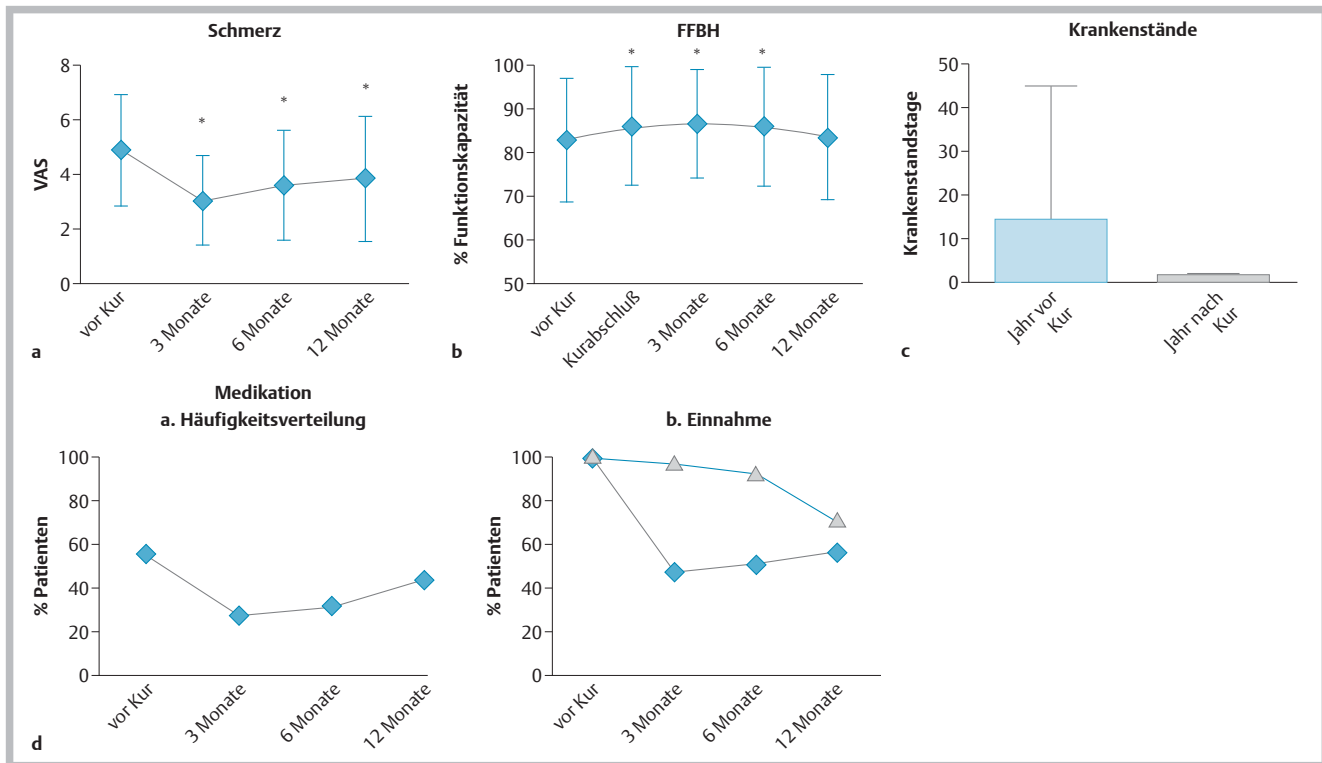 Schmerz
VAS
8
6
4
2
0
*
*
*
vor Kur
3 Monate
6 Monate
12 Monate
a
FFBH
% Funktionskapazität
100
90
80
70
60
50
*
*
*
vor Kur
Kurabschluß
3 Monate
6 Monate
12 Monate
b
Krankenstände
Krankenstandstage
50
40
30
20
10
0
Jahr vor
Kur
Jahr nach
Kur
c
Medikation
a. Häufigkeitsverteilung
% Patienten
100
80
60
40
20
0
vor Kur
3 Monate
6 Monate
12 Monate
b. Einnahme
% Patienten
100
80
60
40
20
0
vor Kur
3 Monate
6 Monate
12 Monate
d